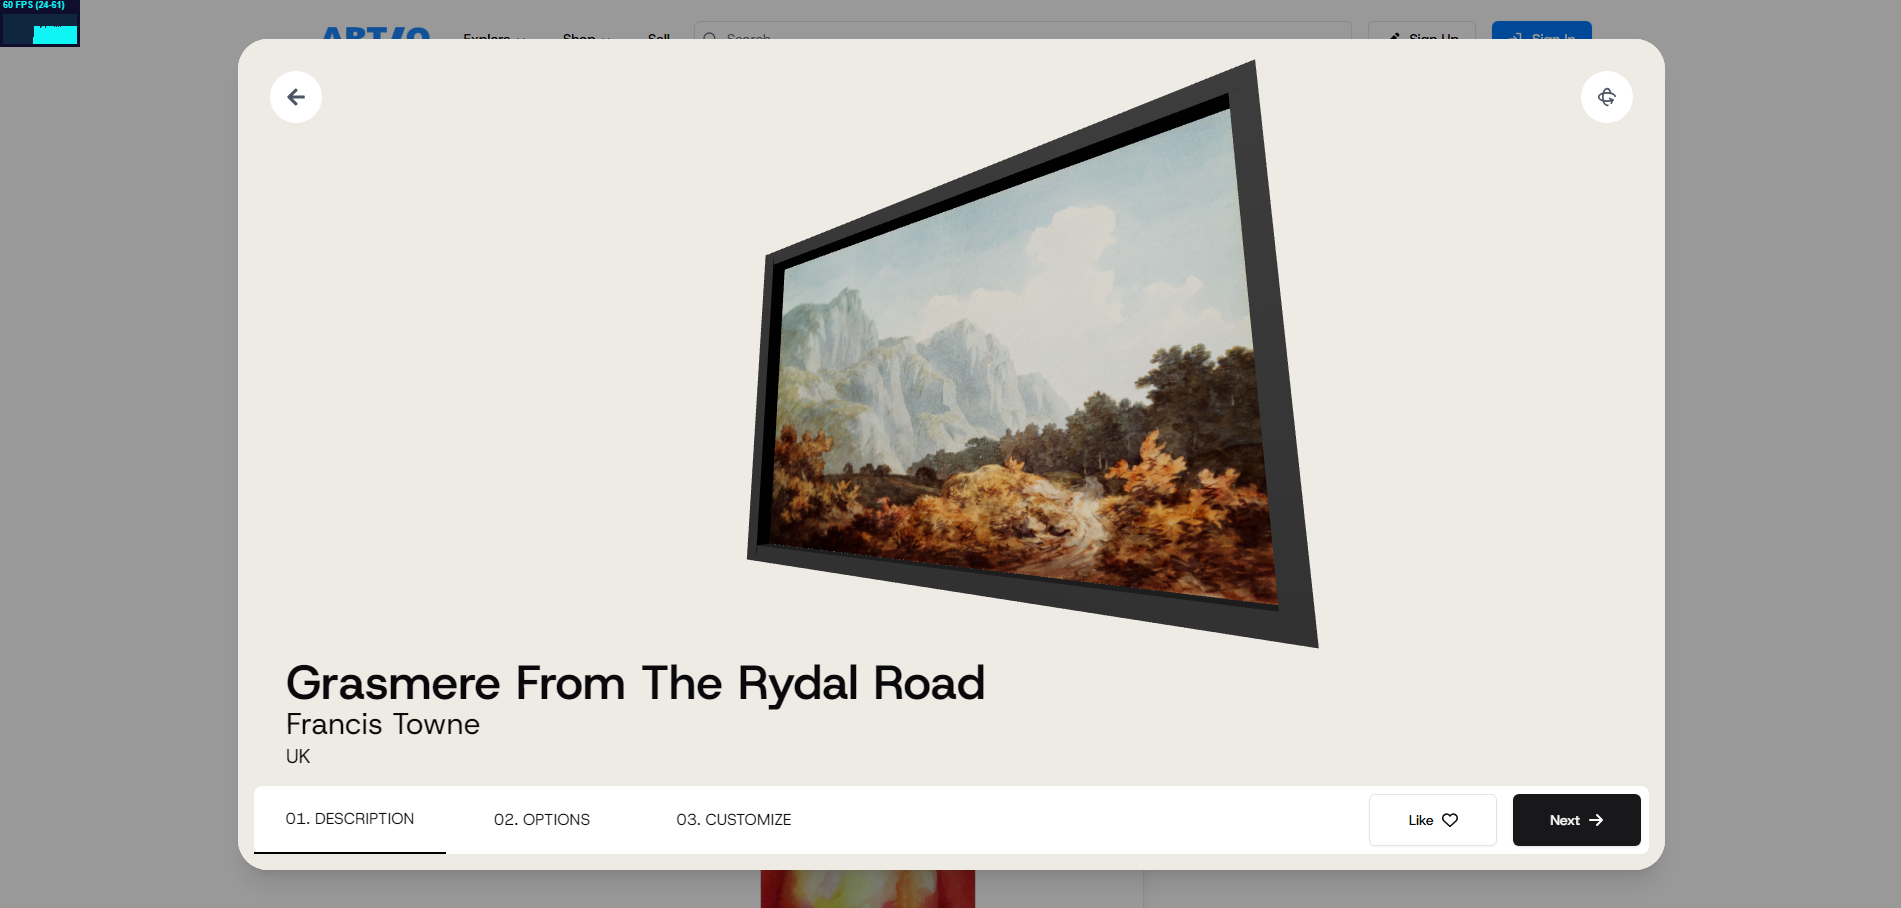 60 FPS (24-61)
ARTIO
Explore
Shop
Sell
Search
Sign Up
Sign In
Grasmere From The Rydal Road
Francis Towne
UK
01. DESCRIPTION
02. OPTIONS
03. CUSTOMIZE
Like
Next